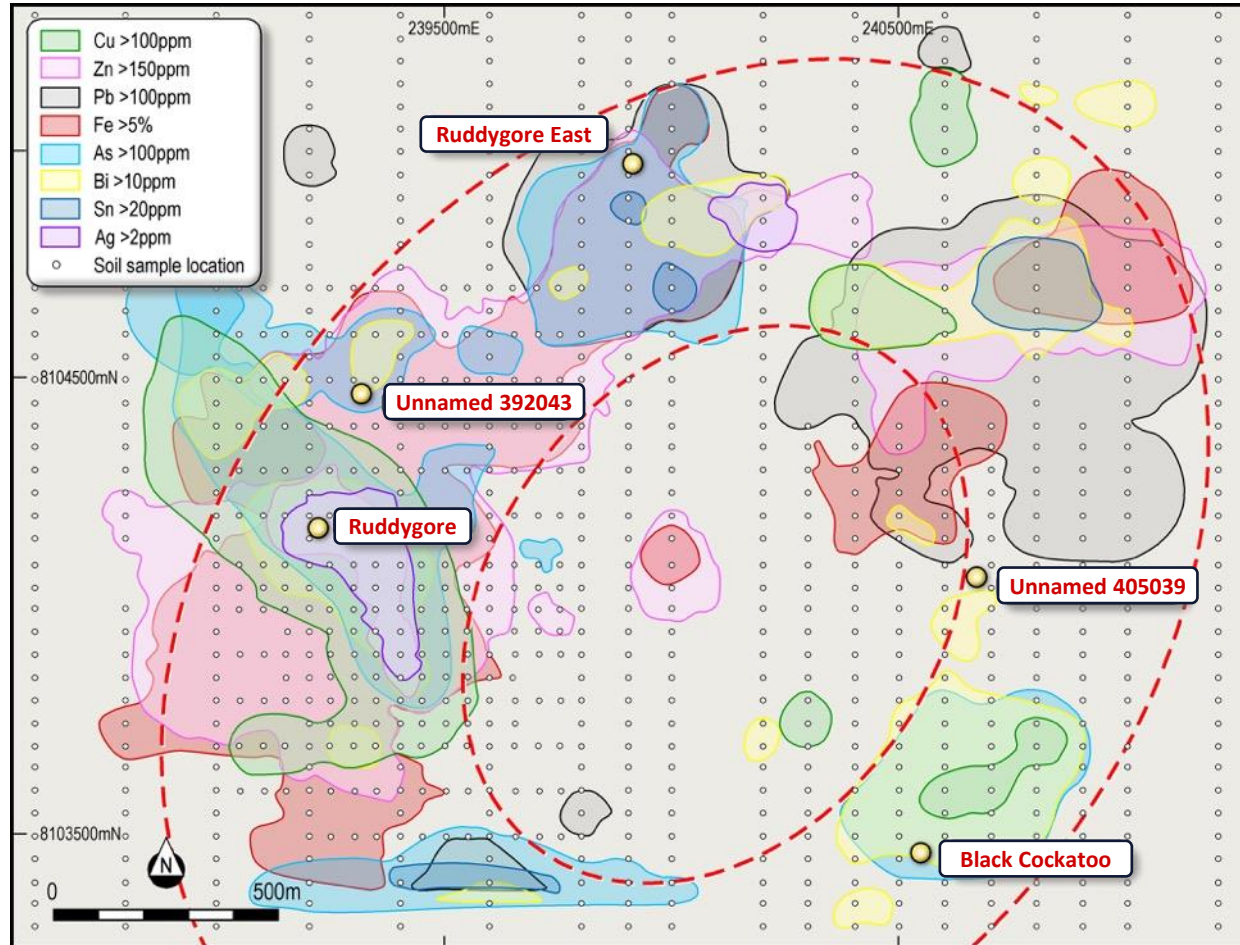 239500mE
240500mE
Cu >100ppm
Zn >150ppm
Pb >100ppm
Fe >5%
As >100ppm
Bi >10ppm
Sn >20ppm
Ag >2ppm
Soil sample location
Ruddygore East
8104500mN
Unnamed 392043
Ruddygore
Unnamed 405039
8103500mN
Black Cockatoo
N
0
500m